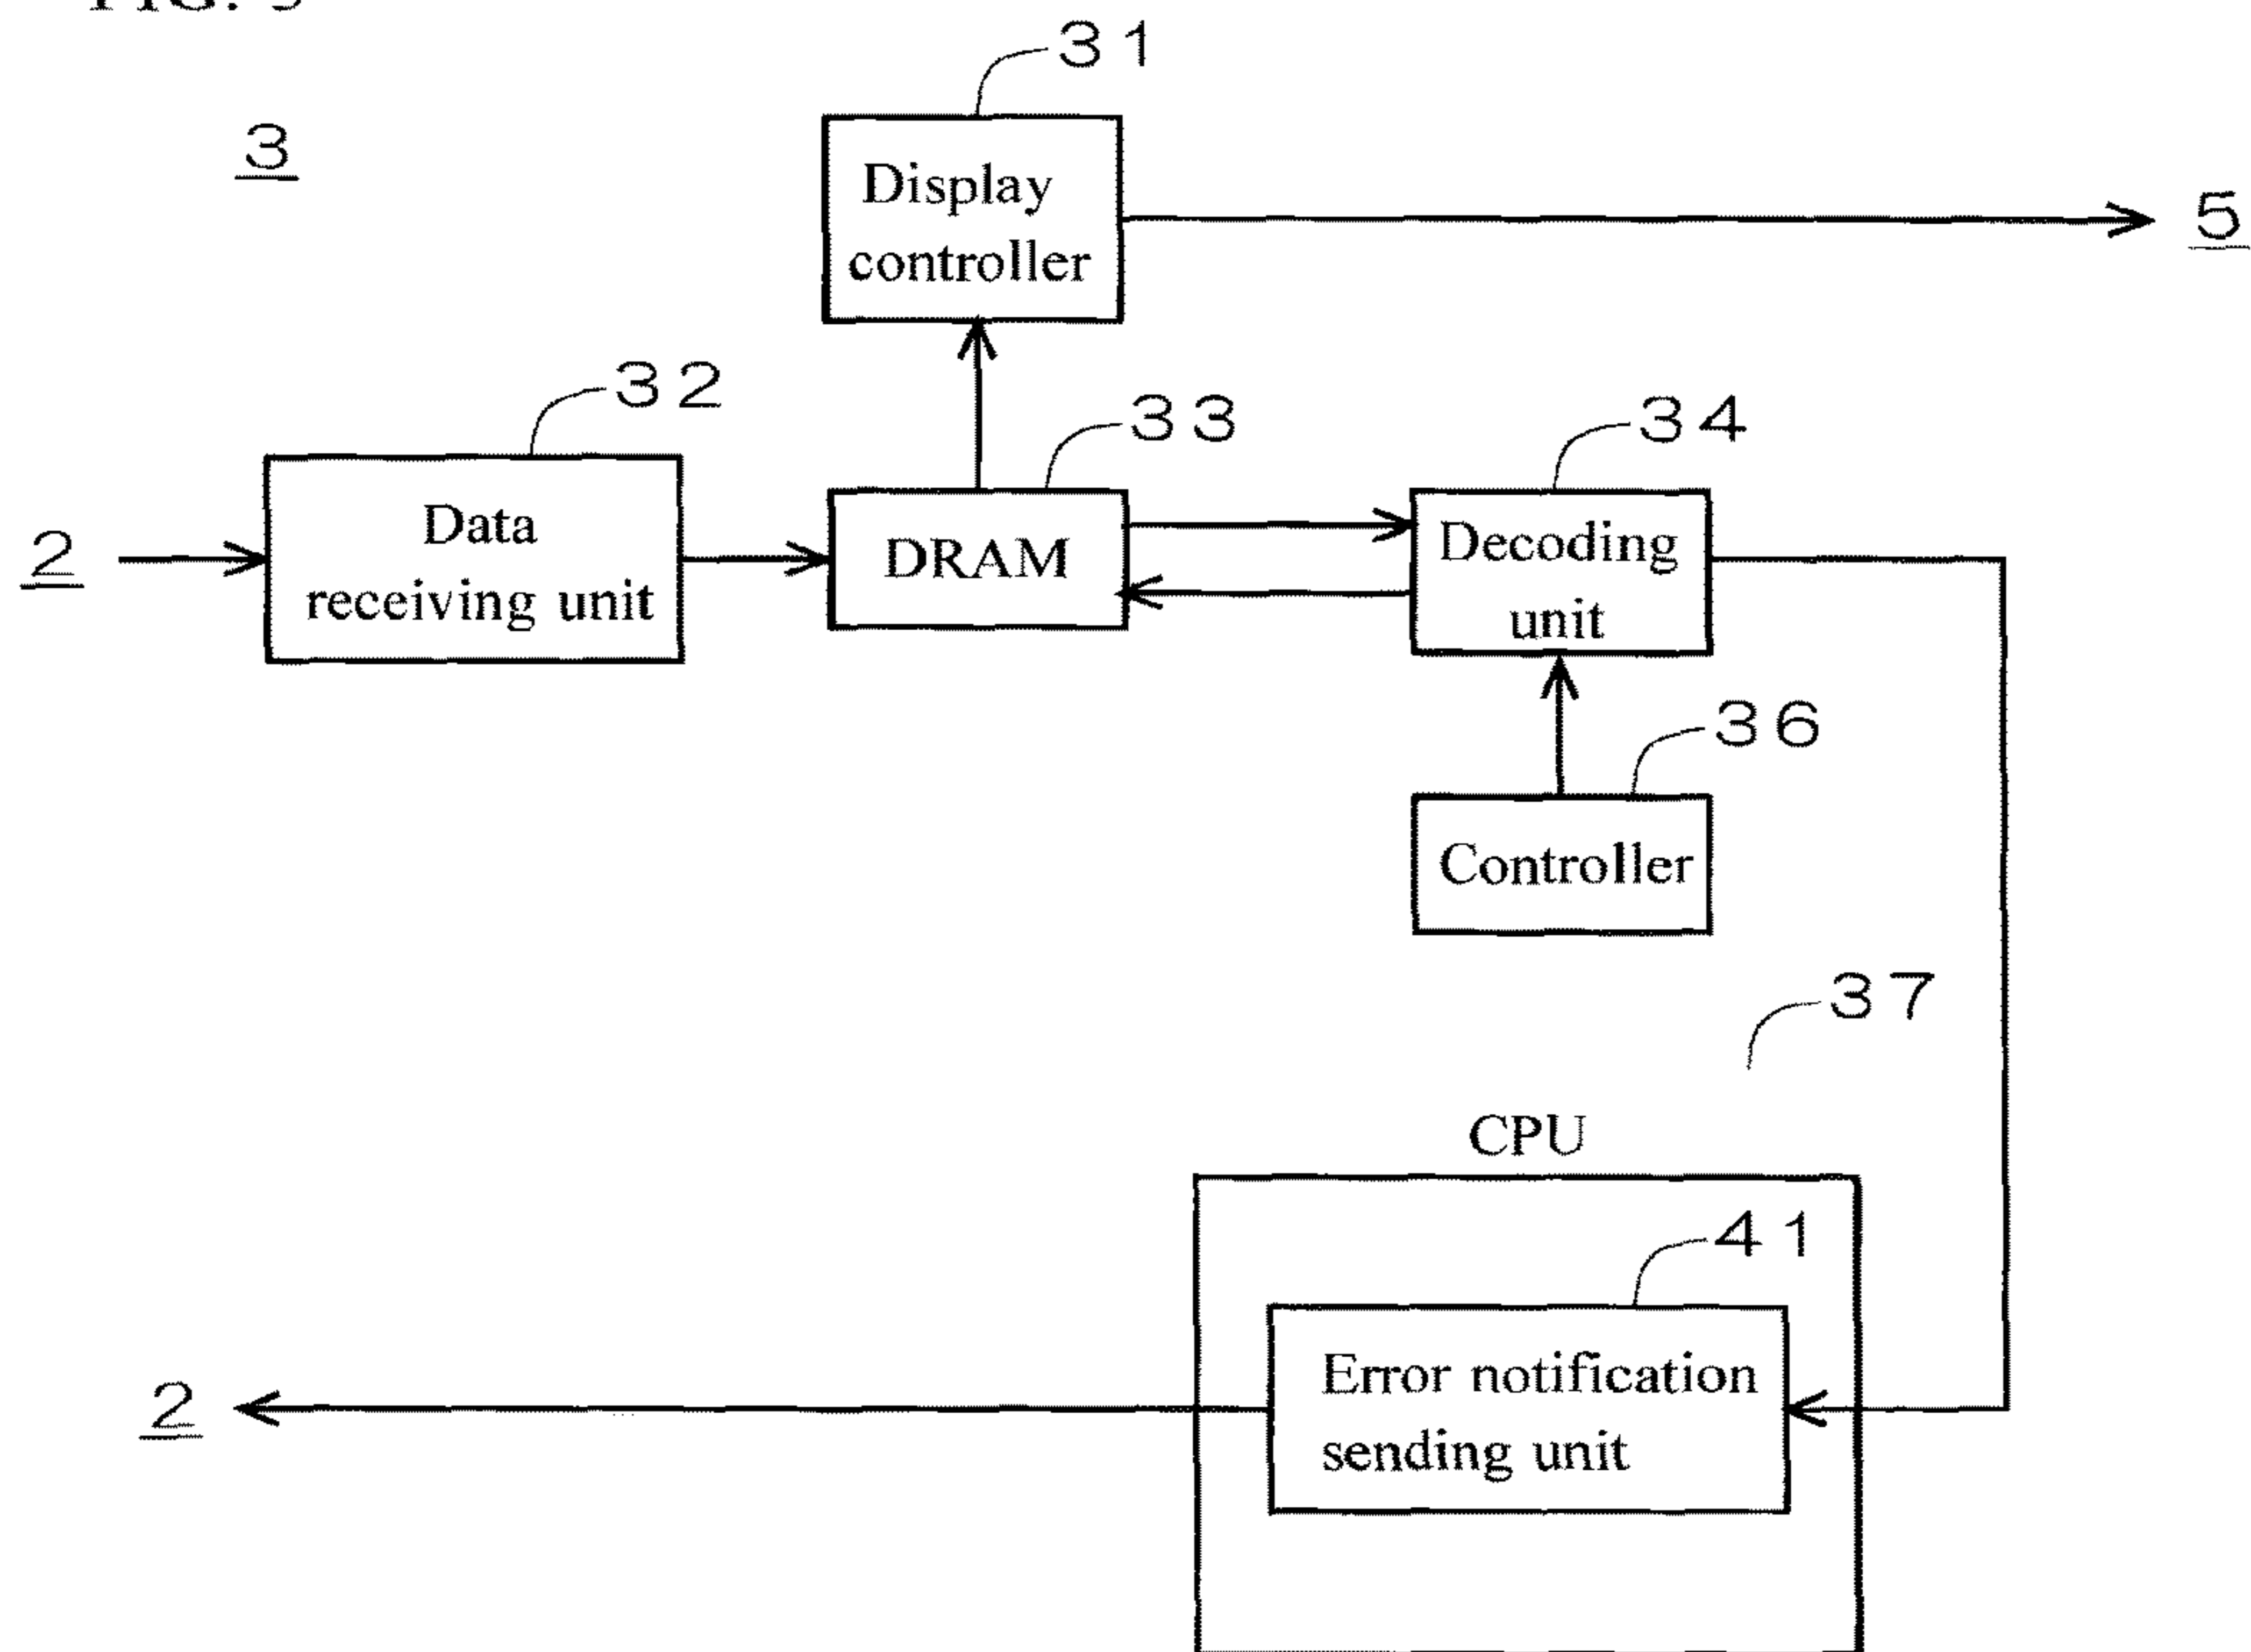 31
3
Display
controller
5
32
33
34
2
Data
receiving unit
DRAM
Decoding
unit
36
Controller
37
CPU
41
2
Error notification
sending unit